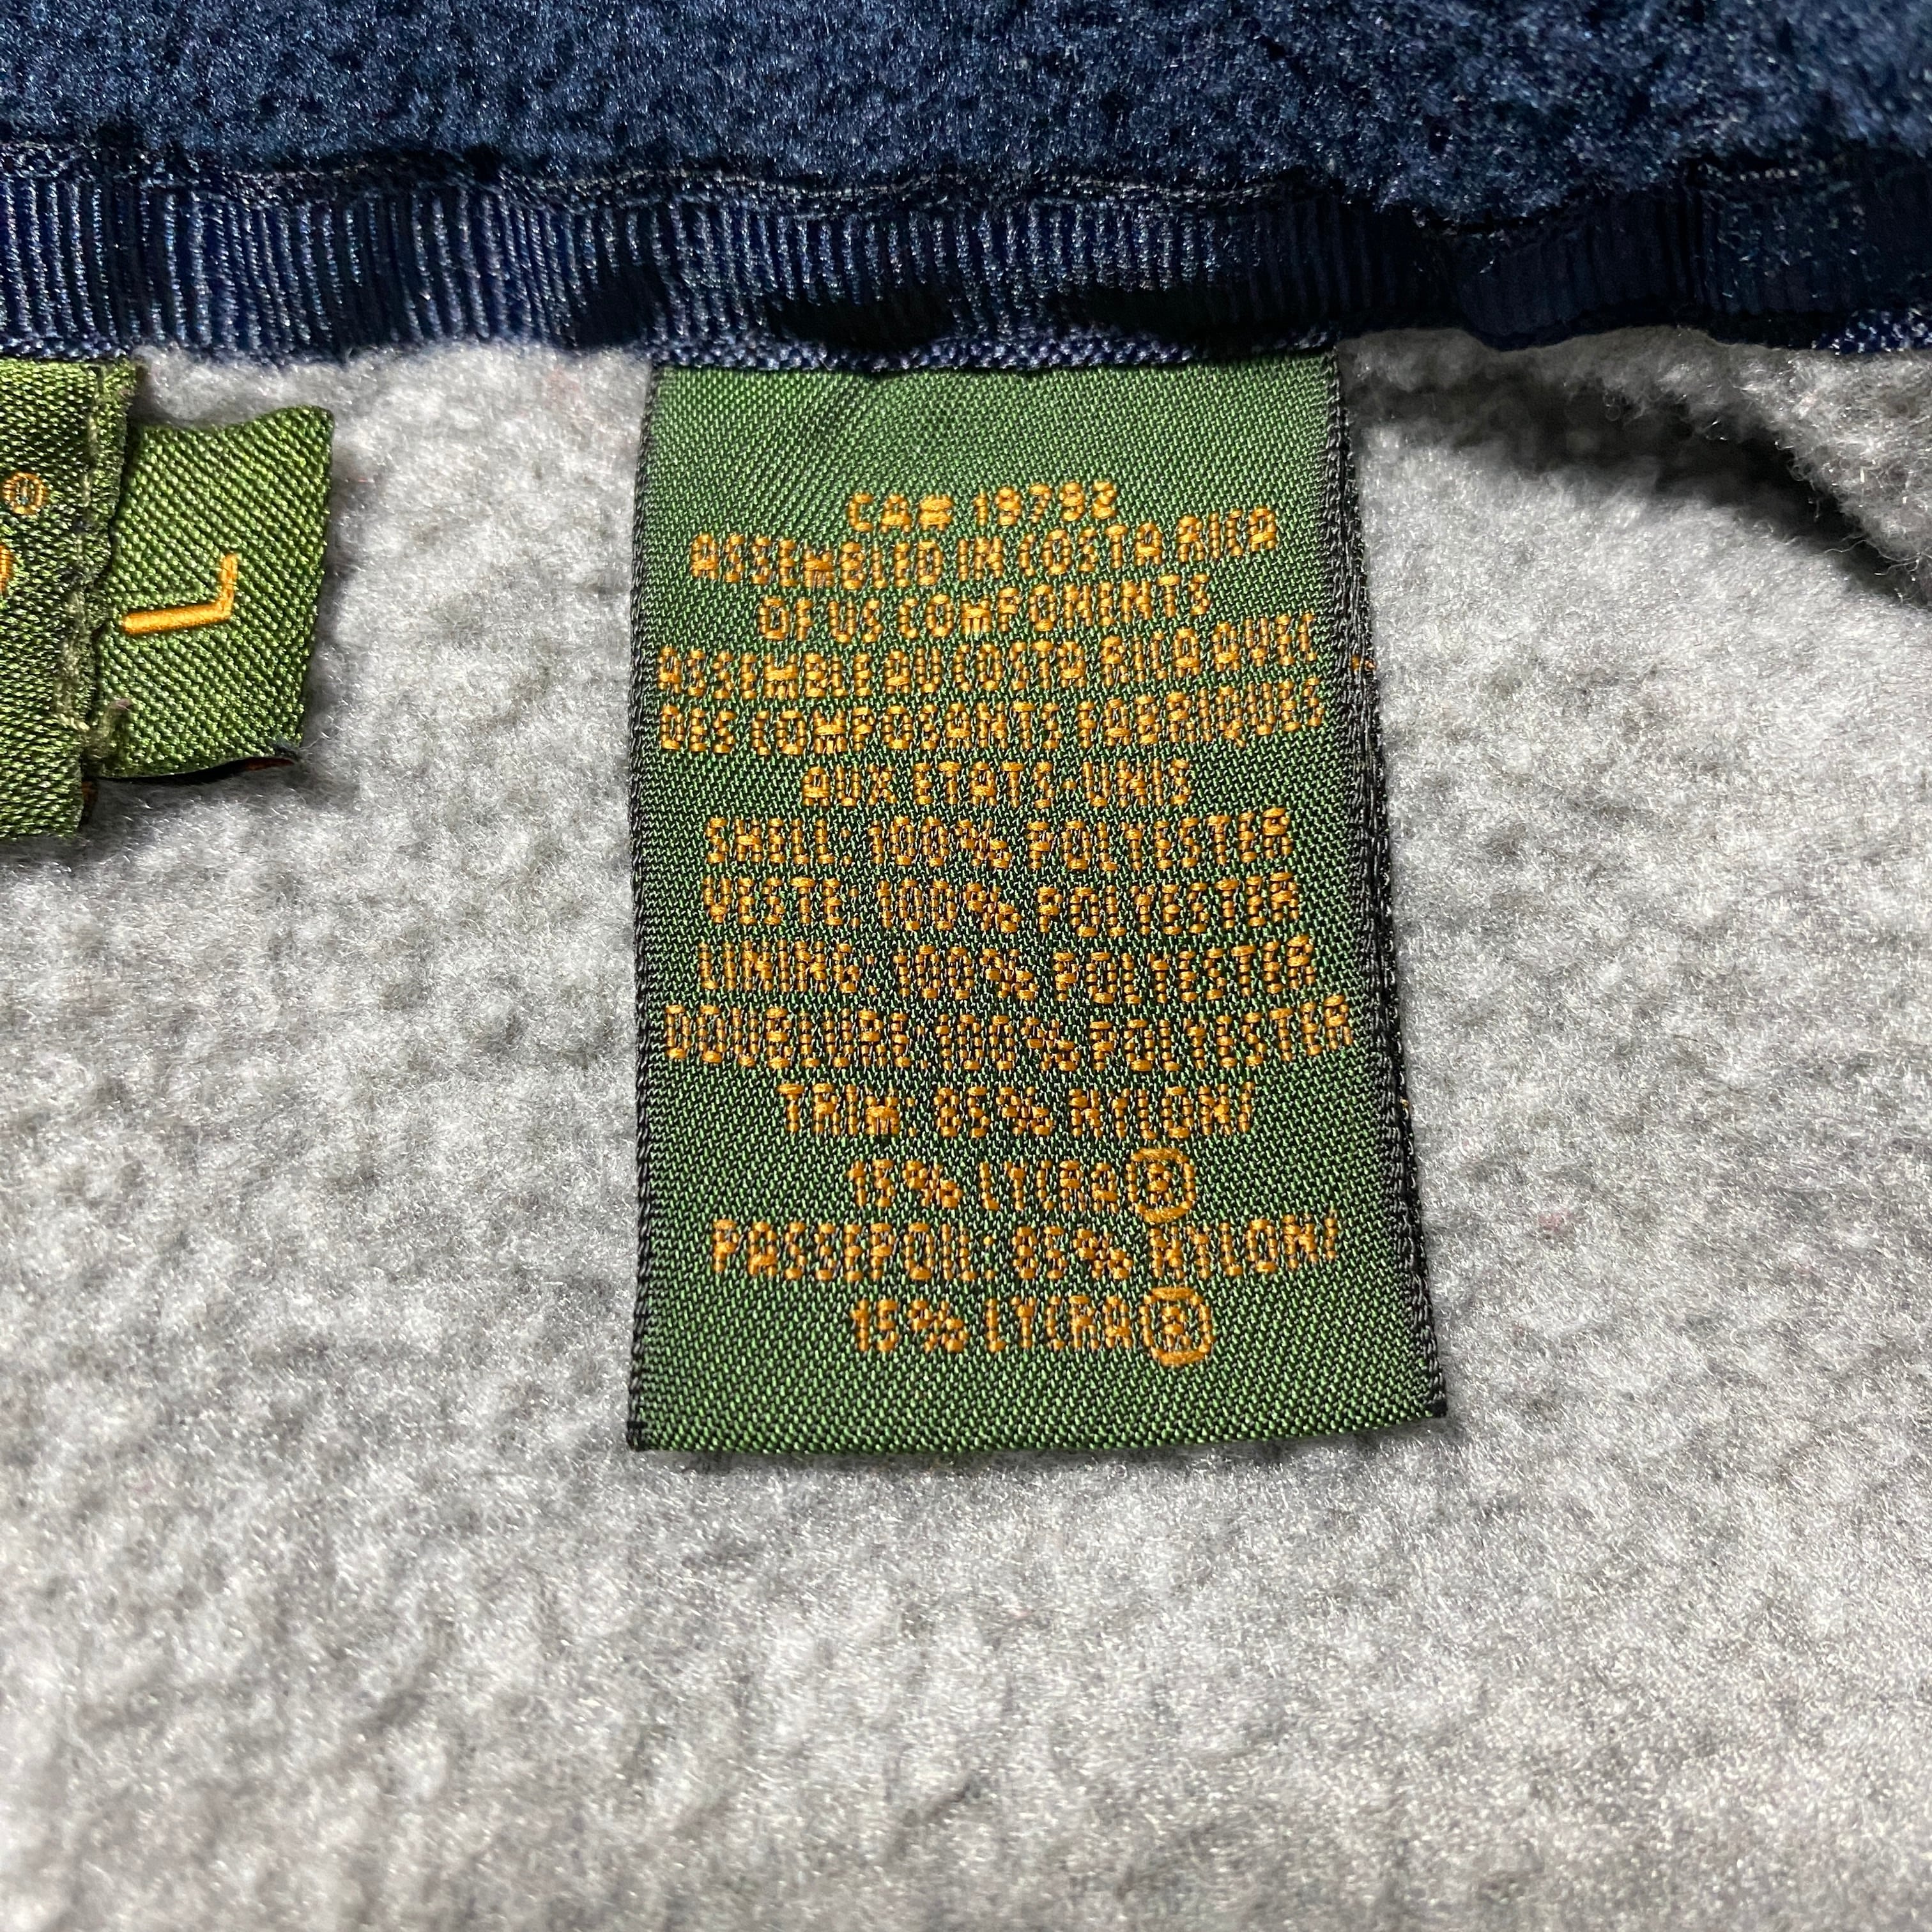 L
CA# 19792
ASSEMBLED IN COSTA RICA
OF US COMPONENTS
ASSEMBLE AU COSTA RICA AVEC
DES COMPOSANTS FABRIQUES
AUX ETATS-UNIS
SHELL: 100% POLYESTER
VESTE: 100% POLYESTER
LINING: 100% POLYESTER
DOUBLURE: 100% POLYESTER
TRIM: 85% NYLON/
15% LYCRA®
PASSEPOIL: 85% NYLON/
15% LYCRA®